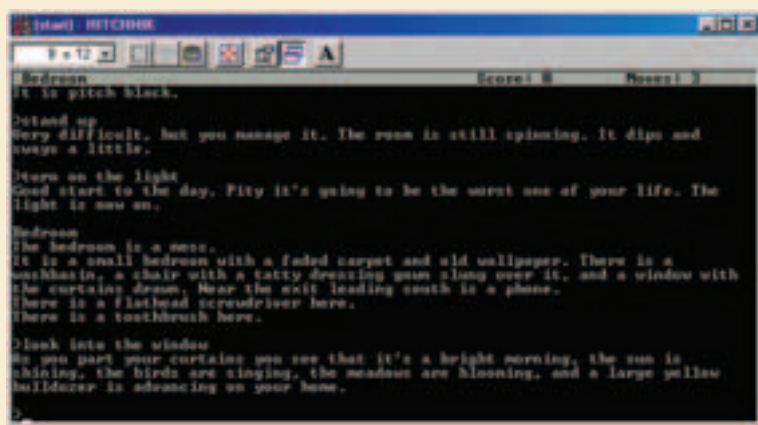 (start) - HITCHHIK
8 x 12 A
Bedroom Score: 0 Moves: 3
It is pitch black.
>stand up
Very difficult, but you manage it. The room is still spinning. It dips and
sways a little.
>turn on the light
Good start to the day. Pity it's going to be the worst one of your life. The
light is now on.
Bedroom
The bedroom is a mess.
It is a small bedroom with a faded carpet and old wallpaper. There is a
washbasin, a chair with a tatty dressing gown slung over it, and a window with
the curtains drawn. Near the exit leading south is a phone.
There is a flathead screwdriver here.
There is a toothbrush here.
>look into the window
As you part your curtains you see that it's a bright morning, the sun is
shining, the birds are singing, the meadows are blooming, and a large yellow
bulldozer is advancing on your home.
>